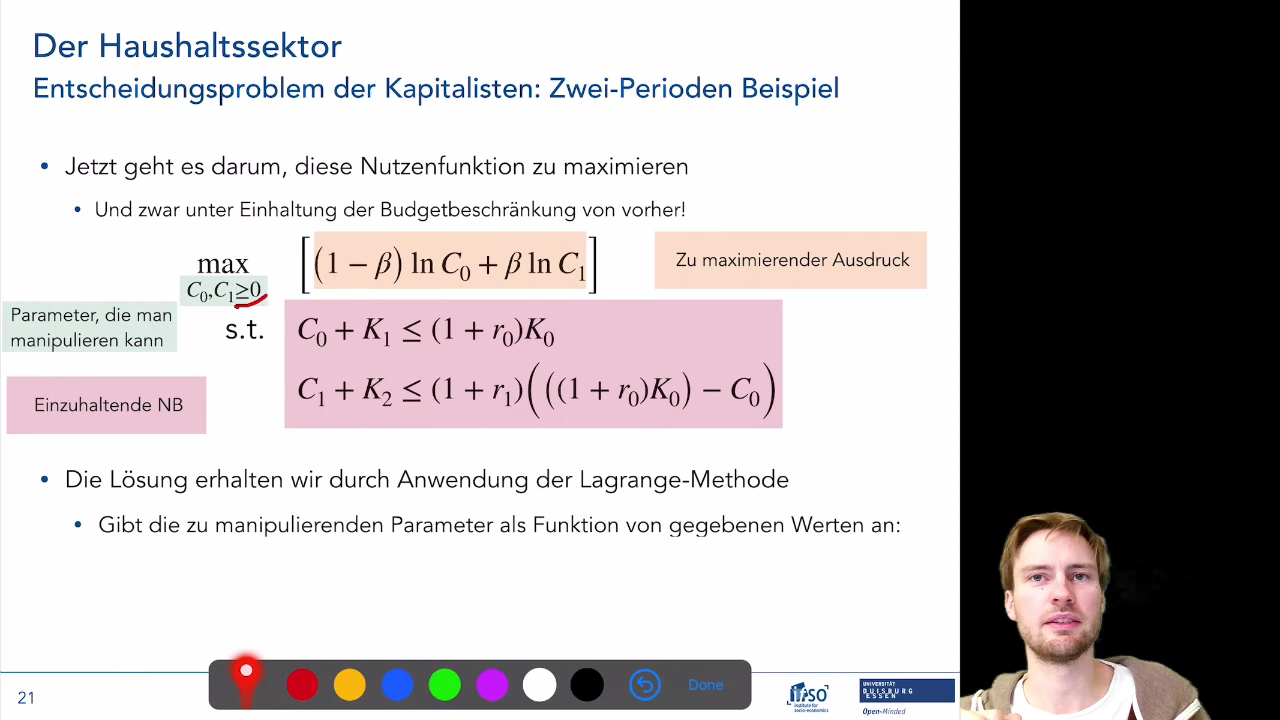 Der Haushaltssektor
Entscheidungsproblem der Kapitalisten: Zwei-Perioden Beispiel
• Jetzt geht es darum, diese Nutzenfunktion zu maximieren
• Und zwar unter Einhaltung der Budgetbeschränkung von vorher!
max [(1 − β) ln C₀ + β ln C₁]
C₀,C₁≥0
Zu maximierender Ausdruck
Parameter, die man
manipulieren kann
s.t. C₀ + K₁ ≤ (1 + r₀)K₀
C₁ + K₂ ≤ (1 + r₁)(((1 + r₀)K₀) − C₀)
Einzuhaltende NB
• Die Lösung erhalten wir durch Anwendung der Lagrange-Methode
• Gibt die zu manipulierenden Parameter als Funktion von gegebenen Werten an:
21
Done
ifso
institute for
socio-economics
UNIVERSITÄT
DUISBURG
ESSEN
Open-Minded